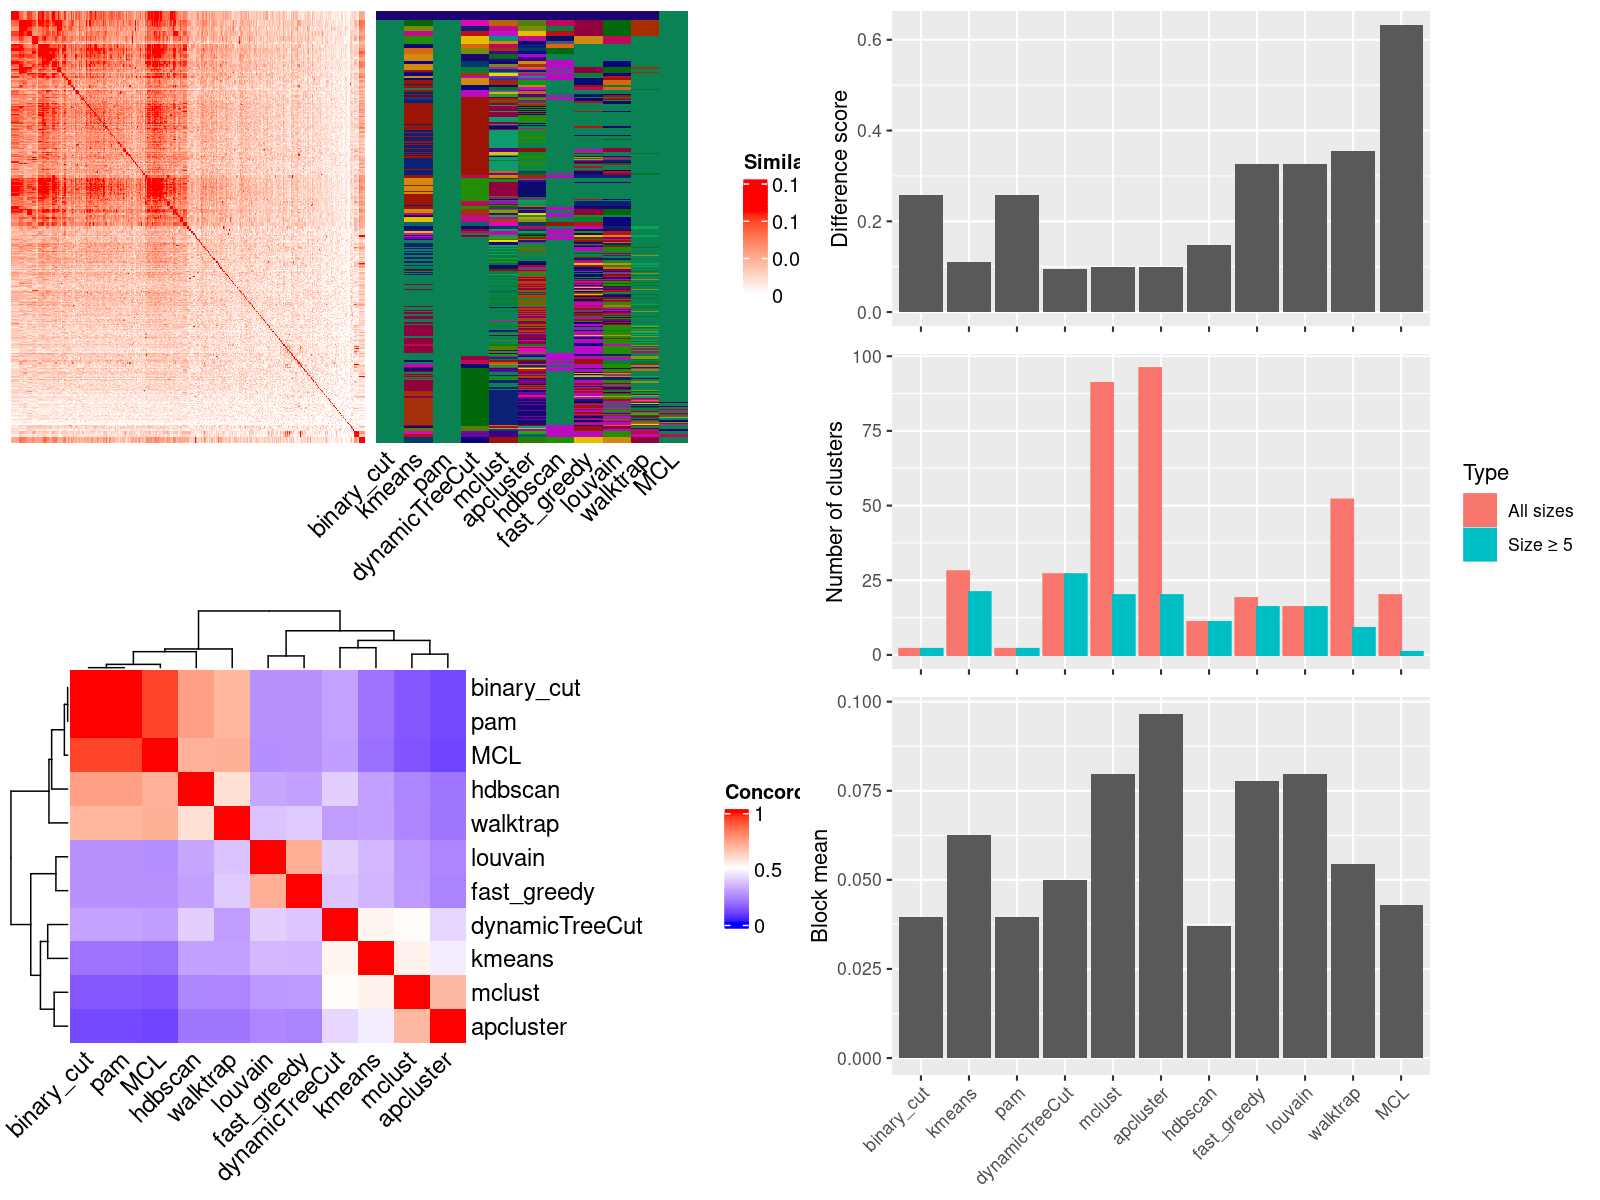 Simila
0.1
0.1
0.0
0
binary_cut
kmeans
pam
dynamicTreeCut
mclust
apcluster
hdbscan
fast_greedy
louvain
walktrap
MCL
binary_cut
pam
MCL
hdbscan
walktrap
louvain
fast_greedy
dynamicTreeCut
kmeans
mclust
apcluster
binary_cut
pam
MCL
hdbscan
walktrap
louvain
fast_greedy
dynamicTreeCut
kmeans
mclust
apcluster
Concord
1
0.5
0
Difference score
0.6
0.4
0.2
0.0
Number of clusters
100
75
50
25
0
Type
All sizes
Size ≥ 5
Block mean
0.100
0.075
0.050
0.025
0.000
binary_cut
kmeans
pam
dynamicTreeCut
mclust
apcluster
hdbscan
fast_greedy
louvain
walktrap
MCL